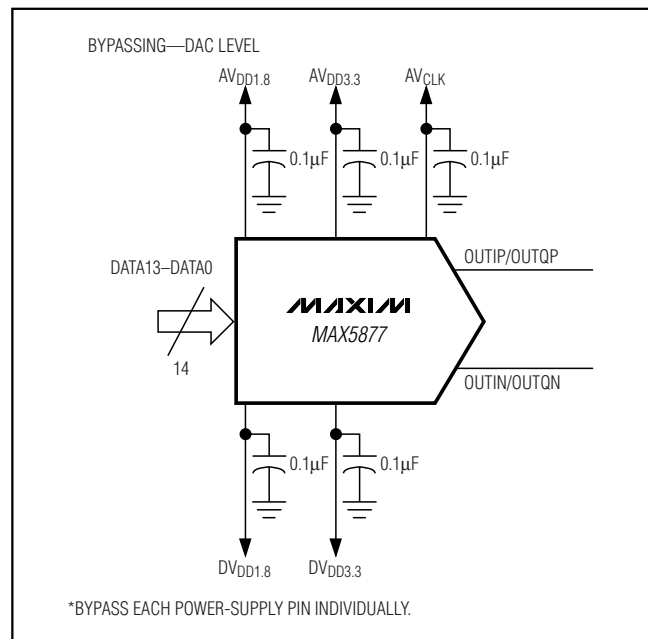 BYPASSING—DAC LEVEL
AVDD1.8 AVDD3.3 AVCLK
0.1µF 0.1µF 0.1µF
OUTIP/OUTQP
DATA13–DATA0
MAXIM
MAX5877
14
OUTIN/OUTQN
0.1µF 0.1µF
DVDD1.8 DVDD3.3
*BYPASS EACH POWER-SUPPLY PIN INDIVIDUALLY.